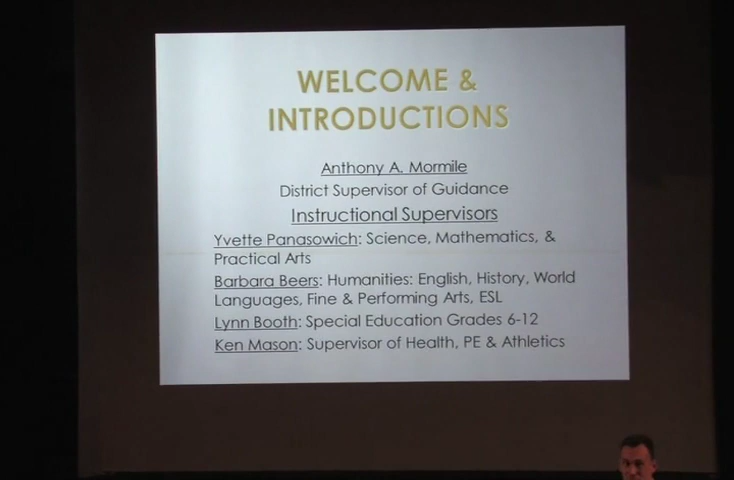 WELCOME &
INTRODUCTIONS
Anthony A. Mormile
District Supervisor of Guidance
Instructional Supervisors
Yvette Panasowich: Science, Mathematics, &
Practical Arts
Barbara Beers: Humanities: English, History, World
Languages, Fine & Performing Arts, ESL
Lynn Booth: Special Education Grades 6-12
Ken Mason: Supervisor of Health, PE & Athletics